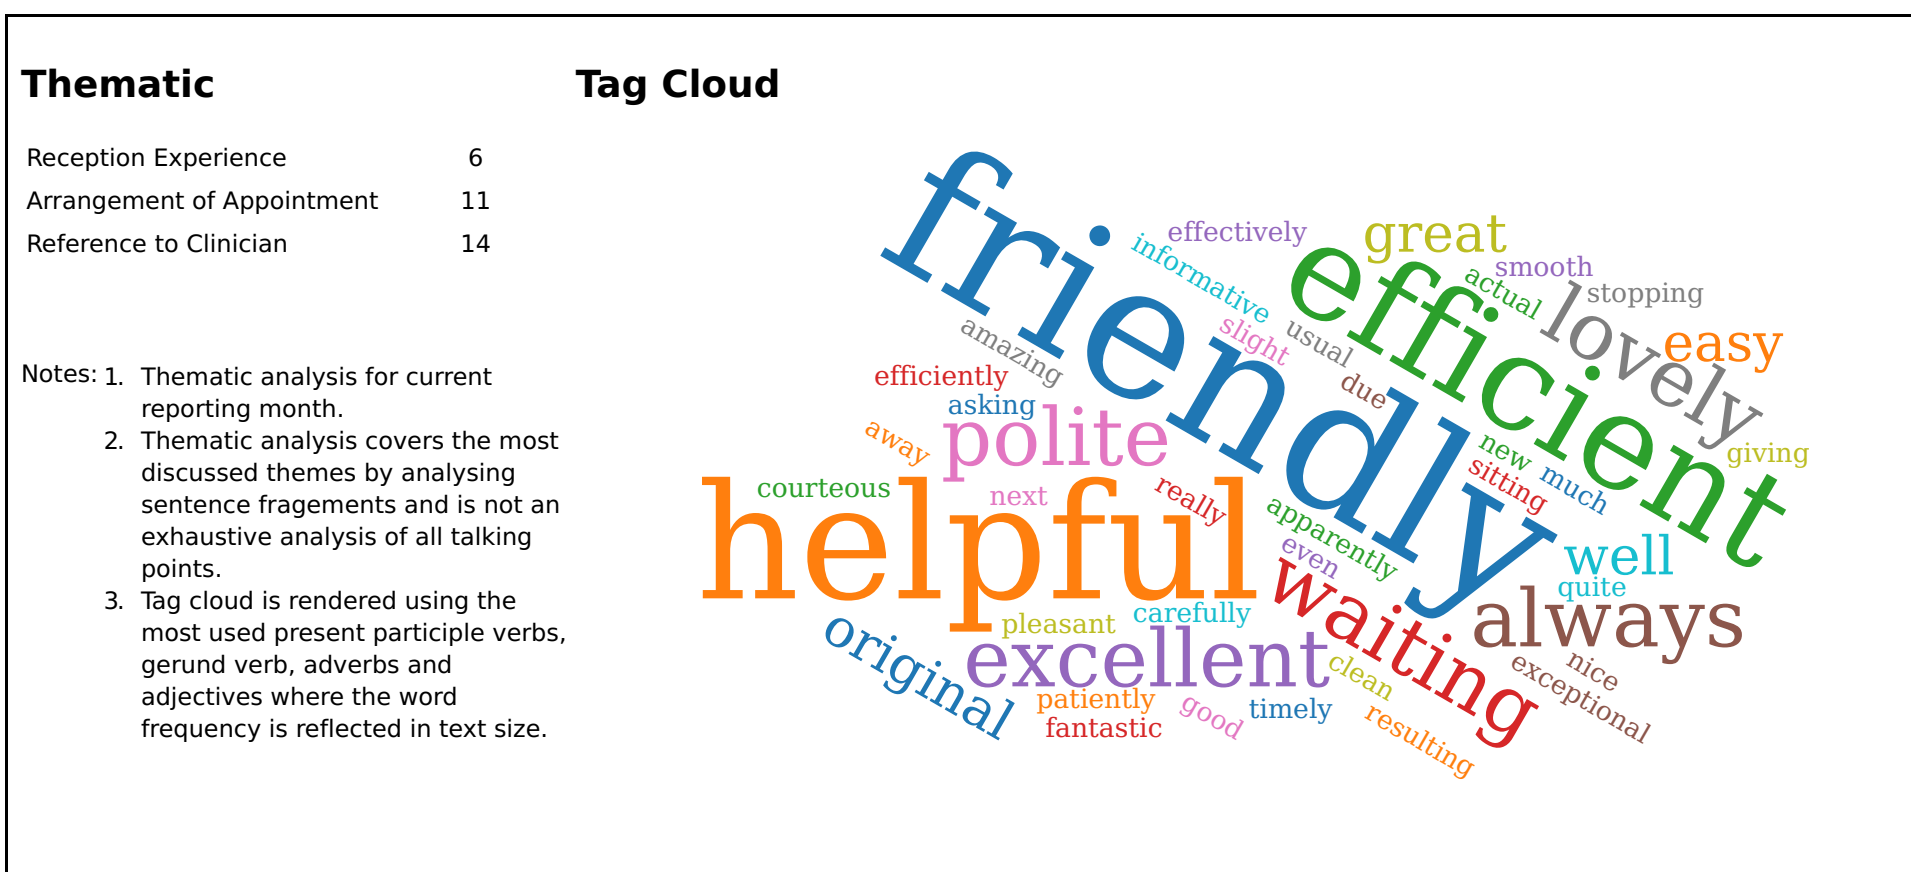 Thematic
Tag Cloud
Reception Experience 6
Arrangement of Appointment 11
Reference to Clinician 14
Notes: 1. Thematic analysis for current
reporting month.
2. Thematic analysis covers the most
discussed themes by analysing
sentence fragements and is not an
exhaustive analysis of all talking
points.
3. Tag cloud is rendered using the
most used present participle verbs,
gerund verb, adverbs and
adjectives where the word
frequency is reflected in text size.
friendly
effectively
great
informative
efficient
smooth
actual
stopping
lovely
easy
amazing
slight
usual
due
efficiently
asking
polite
away
new
giving
sitting
much
courteous
next
really
helpful
apparently
even
well
quite
waiting
always
pleasant
carefully
original
excellent
clean
nice
exceptional
patiently
good
timely
fantastic
resulting